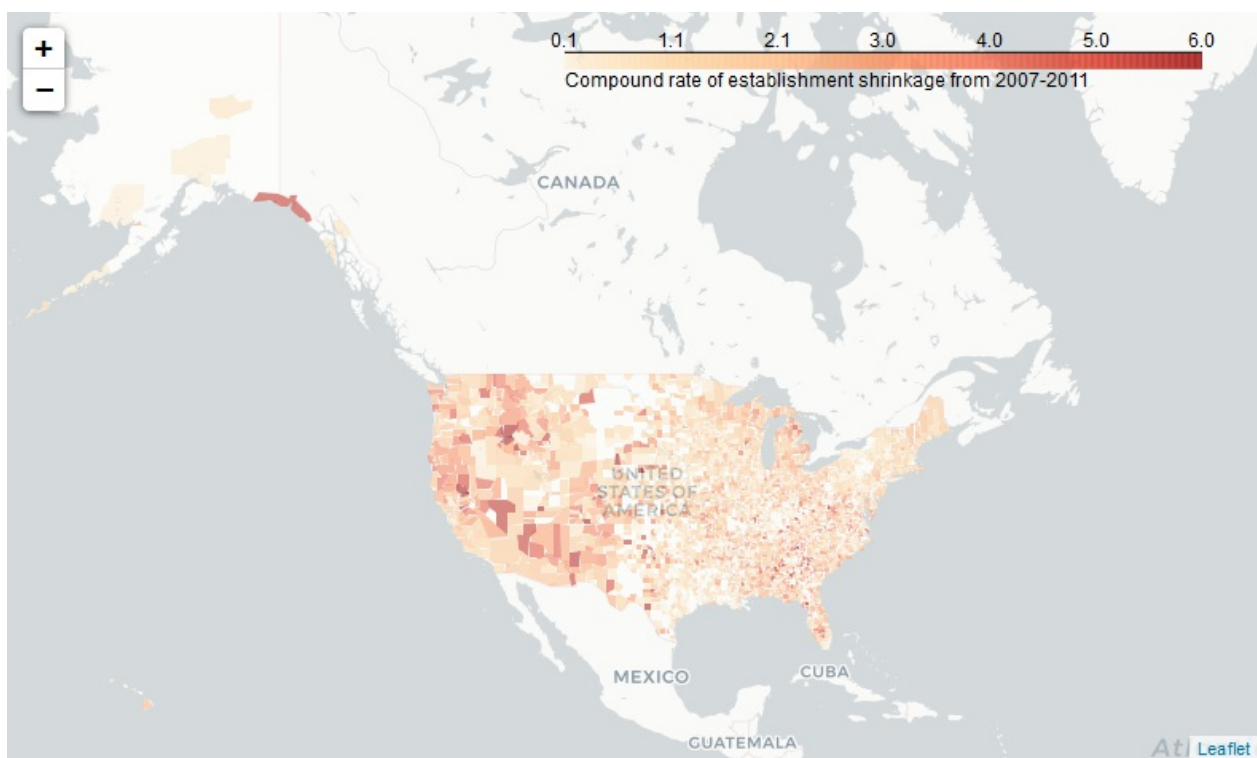 +
−
0.1 1.1 2.1 3.0 4.0 5.0 6.0
Compound rate of establishment shrinkage from 2007-2011
CANADA
UNITED
STATES OF
AMERICA
MEXICO
CUBA
GUATEMALA
Leaflet